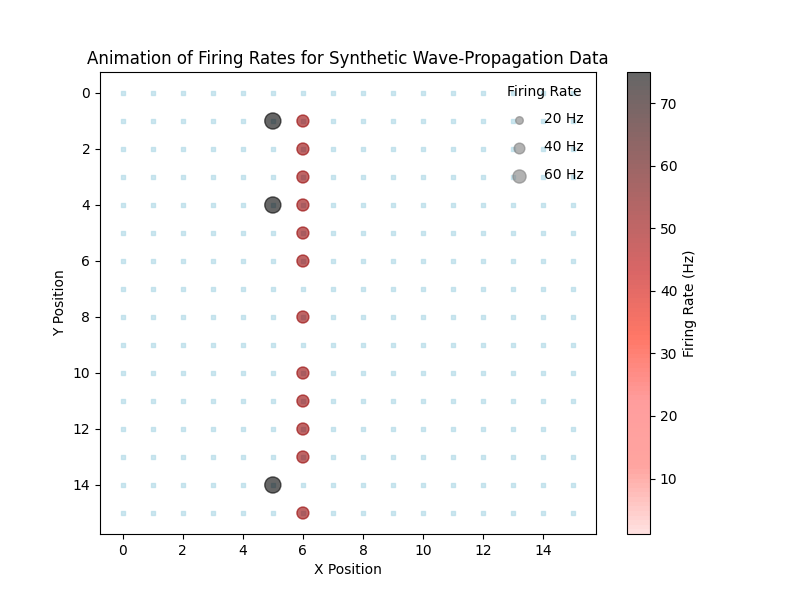 Animation of Firing Rates for Synthetic Wave-Propagation Data
Firing Rate
20 Hz
40 Hz
60 Hz
0
2
4
6
8
10
12
14
Y Position
0 2 4 6 8 10 12 14
X Position
70
60
50
40
30
20
10
Firing Rate (Hz)